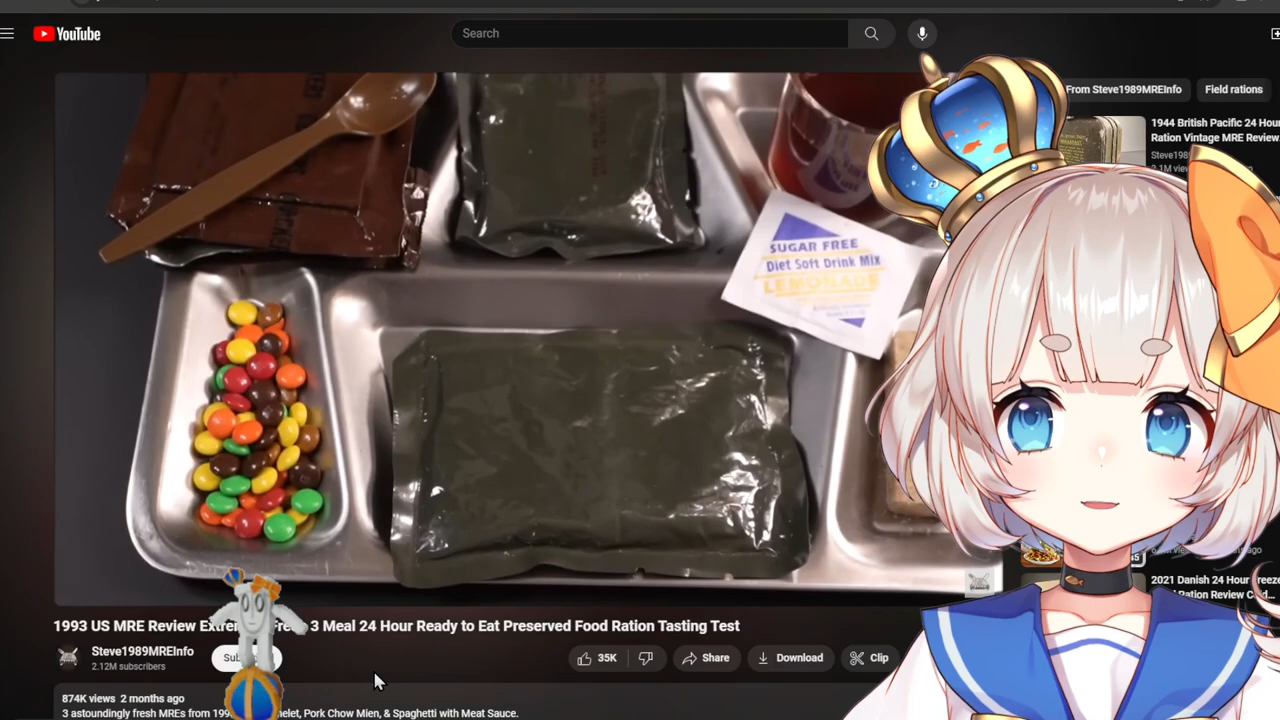 YouTube
Search
From Steve1989MREInfo
Field rations
1944 British Pacific 24 Hour
Ration Vintage MRE Review
SUGAR FREE
Diet Soft Drink Mix
LEMONADE
2021 Danish 24 Hour
Ration Review
1993 US MRE Review 3 Meal 24 Hour Ready to Eat Preserved Food Ration Tasting Test
Steve1989MREInfo
2.12M subscribers
35K
Share
Download
Clip
874K views 2 months ago
3 astoundingly fresh MREs from Pork Chow Mien, & Spaghetti with Meat Sauce.